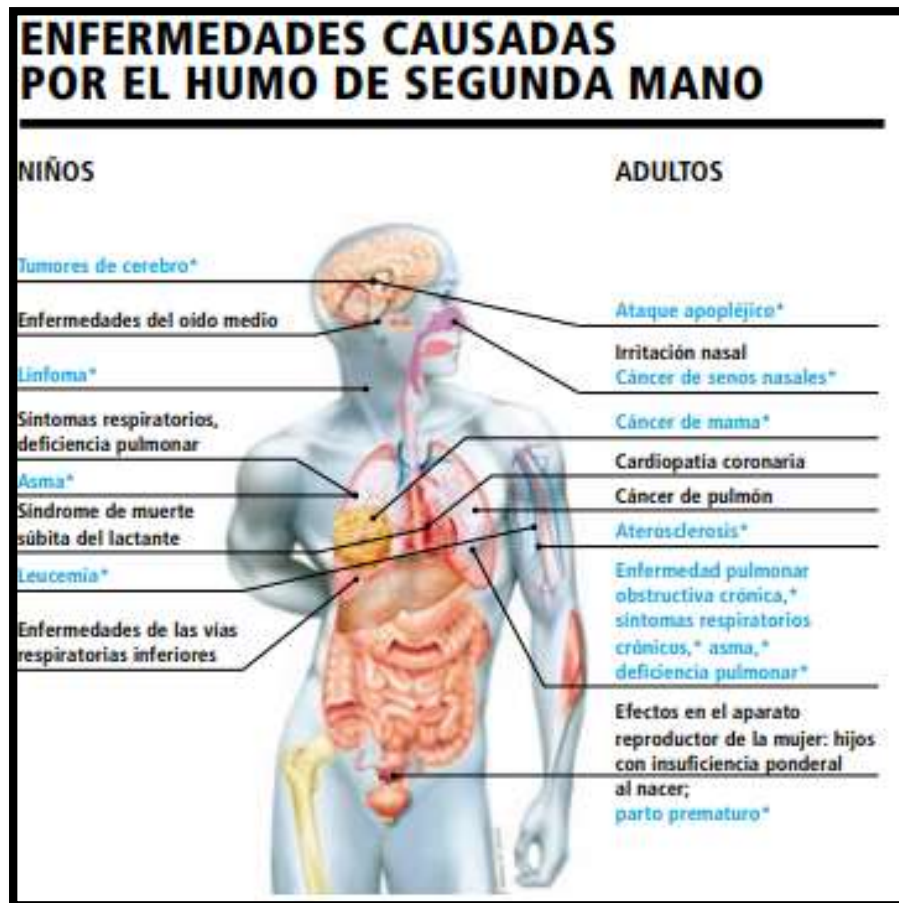 ENFERMEDADES CAUSADAS
POR EL HUMO DE SEGUNDA MANO
NIÑOS
Tumores de cerebro*
Enfermedades del oído medio
Linfoma*
Síntomas respiratorios,
deficiencia pulmonar
Asma*
Síndrome de muerte
súbita del lactante
Leucemia*
Enfermedades de las vías
respiratorias inferiores
ADULTOS
Ataque apopléjico*
Irritación nasal
Cáncer de senos nasales*
Cáncer de mama*
Cardiopatía coronaria
Cáncer de pulmón
Aterosclerosis*
Enfermedad pulmonar
obstructiva crónica,*
síntomas respiratorios
crónicos,* asma,*
deficiencia pulmonar*
Efectos en el aparato
reproductor de la mujer: hijos
con insuficiencia ponderal
al nacer;
parto prematuro*